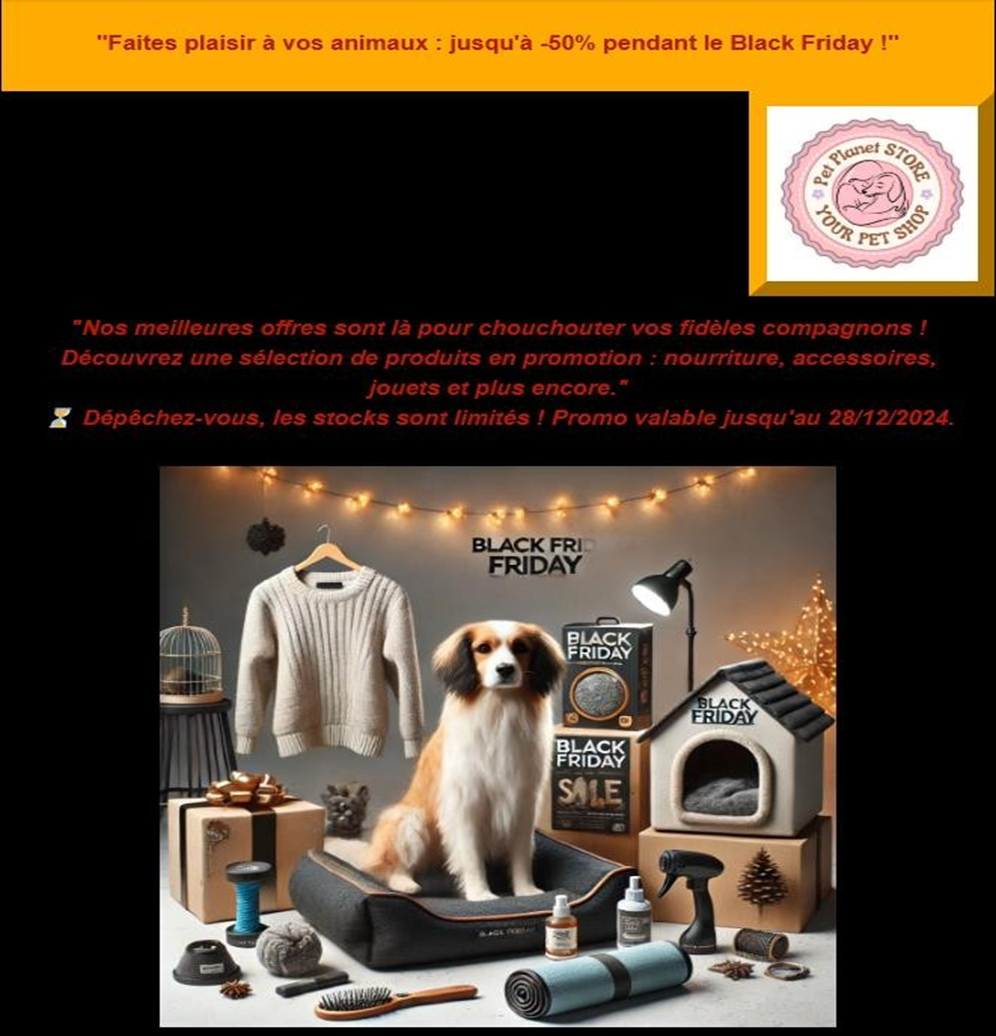 "Faites plaisir à vos animaux : jusqu'à -50% pendant le Black Friday !"
Pet Planet STORE
YOUR PET SHOP
"Nos meilleures offres sont là pour chouchouter vos fidèles compagnons !
Découvrez une sélection de produits en promotion : nourriture, accessoires,
jouets et plus encore."
⏳ Dépêchez-vous, les stocks sont limités ! Promo valable jusqu'au 28/12/2024.
BLACK FRID
FRIDAY
BLACK
FRIDAY
BLACK
FRIDAY
BLACK
FRIDAY
SALE